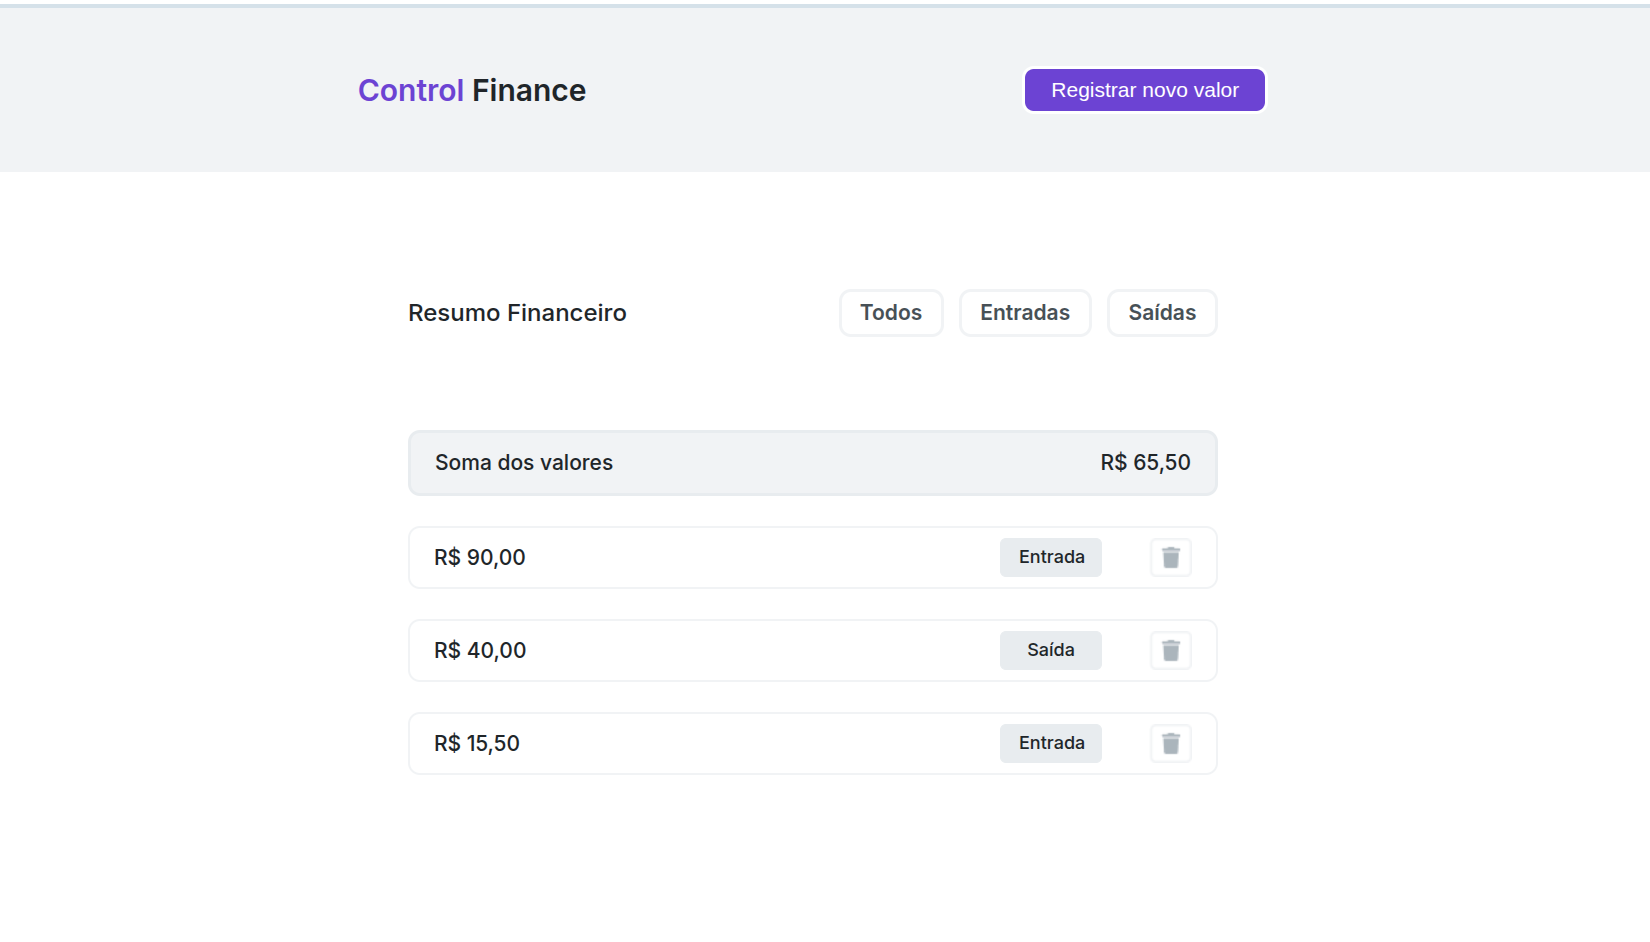 Control Finance
Registrar novo valor
Resumo Financeiro
Todos
Entradas
Saídas
Soma dos valores
R$ 65,50
R$ 90,00
Entrada
R$ 40,00
Saída
R$ 15,50
Entrada